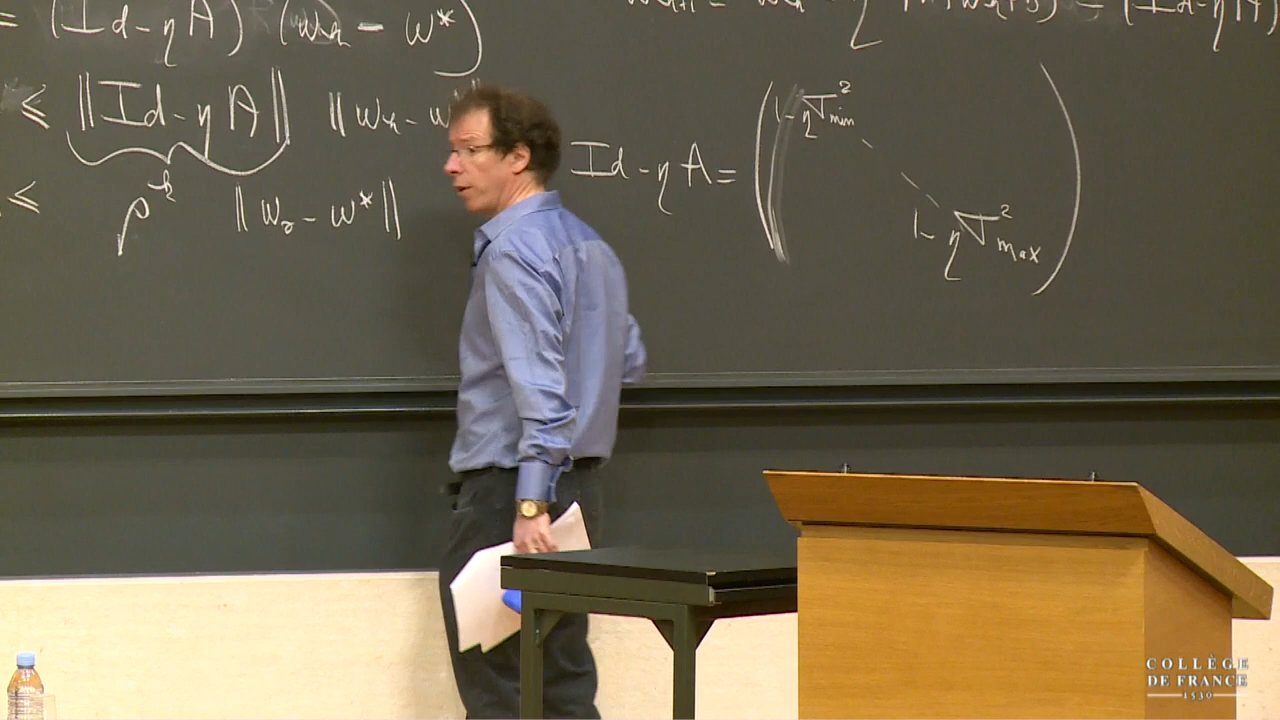 = (Id - η A) (w_k - w*)
≤ ||Id - η A|| ||w_k - w
≤ ρ^k ||w_0 - w*||
Id - η A = ( 1 - η σ²_min
1 - η σ²_max )
COLLÈGE
DE FRANCE
1530